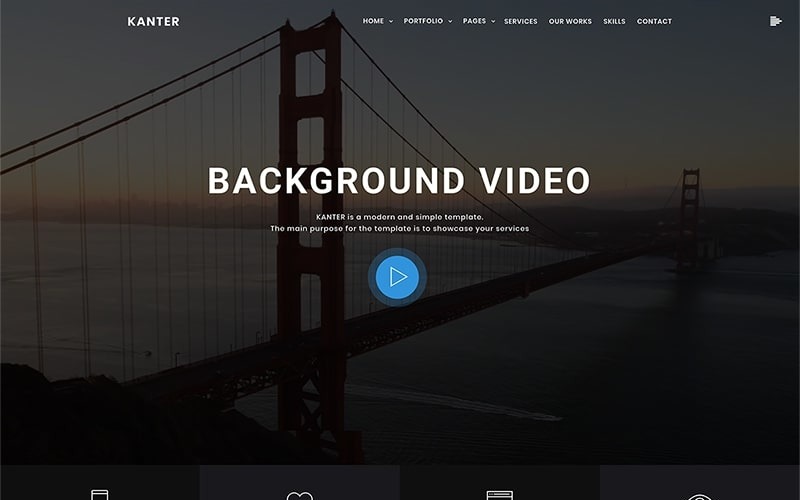 KANTER
HOME PORTFOLIO PAGES SERVICES OUR WORKS SKILLS CONTACT
BACKGROUND VIDEO
KANTER is a modern and simple template.
The main purpose for the template is to showcase your services